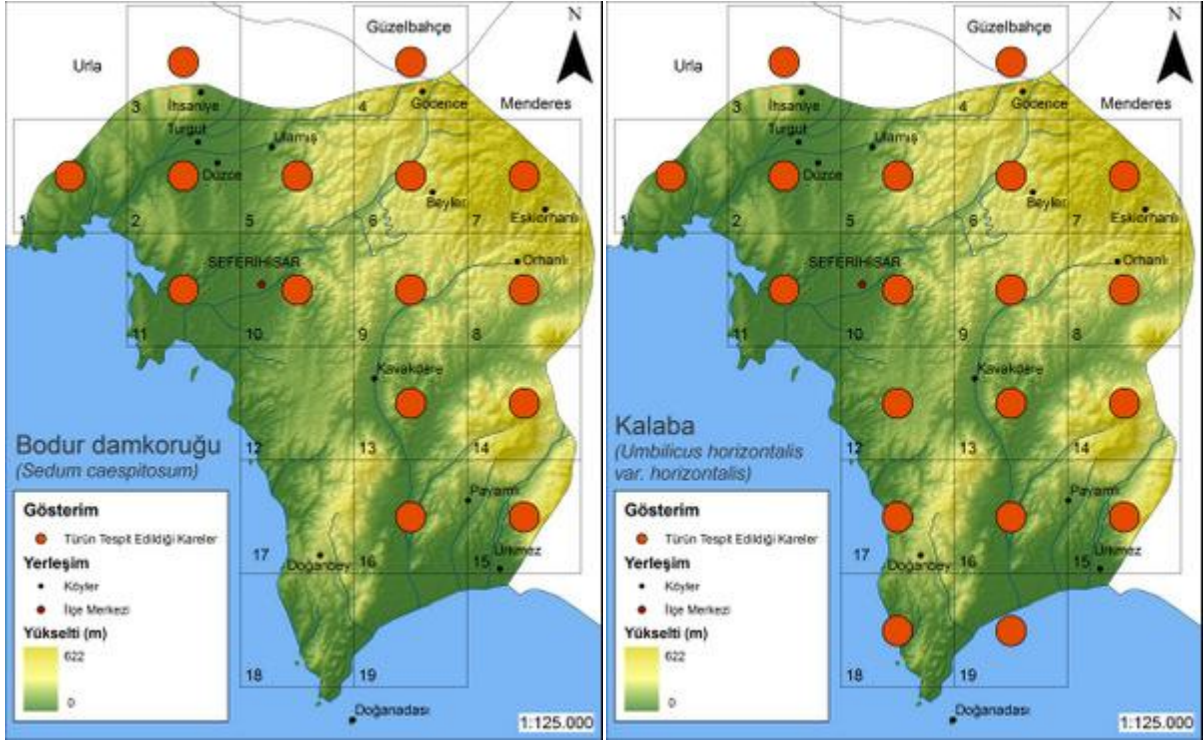 Güzelbahçe
N
Urla
3
4
Gödence
Menderes
İhsaniye
Turgut
Ulamış
Düzce
Beyler
Eskiorhanlı
1
2
5
6
7
SEFERİHİSAR
Orhanlı
11
10
9
8
Kavakdere
Bodur damkoruğu
(Sedum caespitosum)
12
13
14
Payamlı
Gösterim
Türün Tespit Edildiği Kareler
Yerleşim
Köyler
İlçe Merkezi
Yükselti (m)
622
0
17
16
15
Doğanbey
Ürkmez
18
19
Doğanadası
1:125.000
Güzelbahçe
N
Urla
3
4
Gödence
Menderes
İhsaniye
Turgut
Ulamış
Düzce
Beyler
Eskiorhanlı
1
2
5
6
7
SEFERİHİSAR
Orhanlı
11
10
9
8
Kavakdere
Kalaba
(Umbilicus horizontalis
var. horizontalis)
12
13
14
Payamlı
Gösterim
Türün Tespit Edildiği Kareler
Yerleşim
Köyler
İlçe Merkezi
Yükselti (m)
622
0
17
16
15
Doğanbey
Ürkmez
18
19
Doğanadası
1:125.000